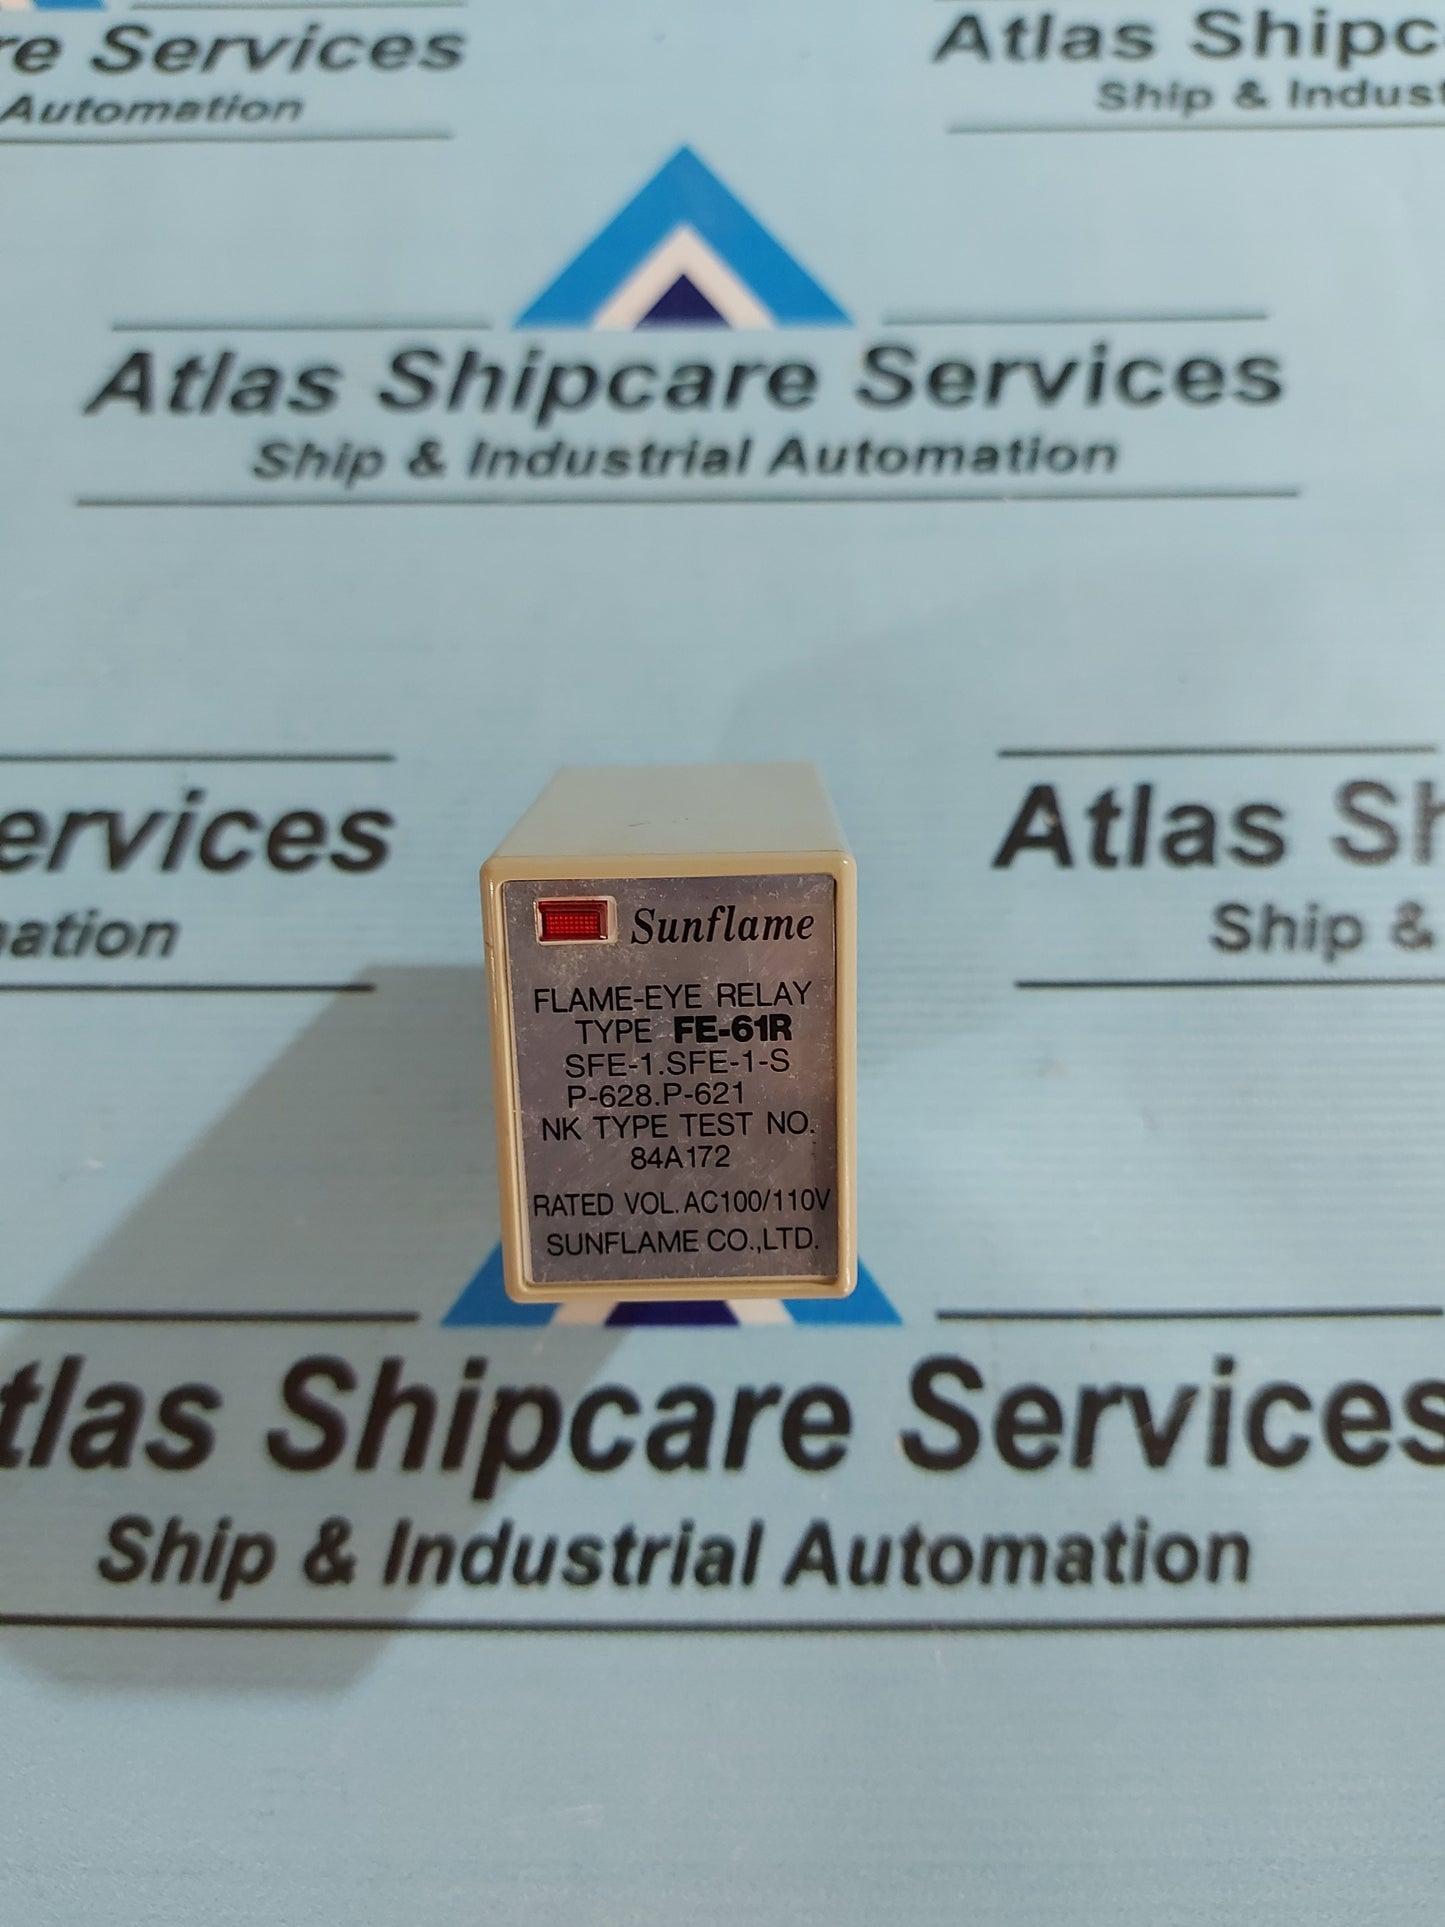 re Services
Automation
Atlas Shipc
Ship & Indust
Atlas Shipcare Services
Ship & Industrial Automation
ervices
ation
Atlas Sh
Ship &
Sunflame
FLAME-EYE RELAY
TYPE FE-61R
SFE-1.SFE-1-S
P-628.P-621
NK TYPE TEST NO.
84A172
RATED VOL. AC100/110V
SUNFLAME CO.,LTD.
tlas Shipcare Services
Ship & Industrial Automation